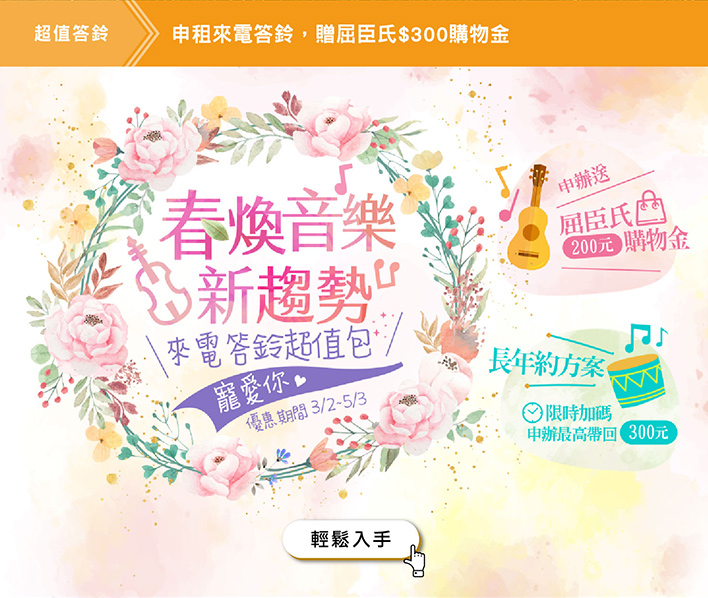 超值答鈴
申租來電答鈴，贈屈臣氏$300購物金
春煥音樂
新趨勢
來電答鈴超值包
寵愛你
優惠期間 3/2~5/3
申辦送
屈臣氏
200元 購物金
長年約方案
限時加碼
申辦最高帶回 300元
輕鬆入手